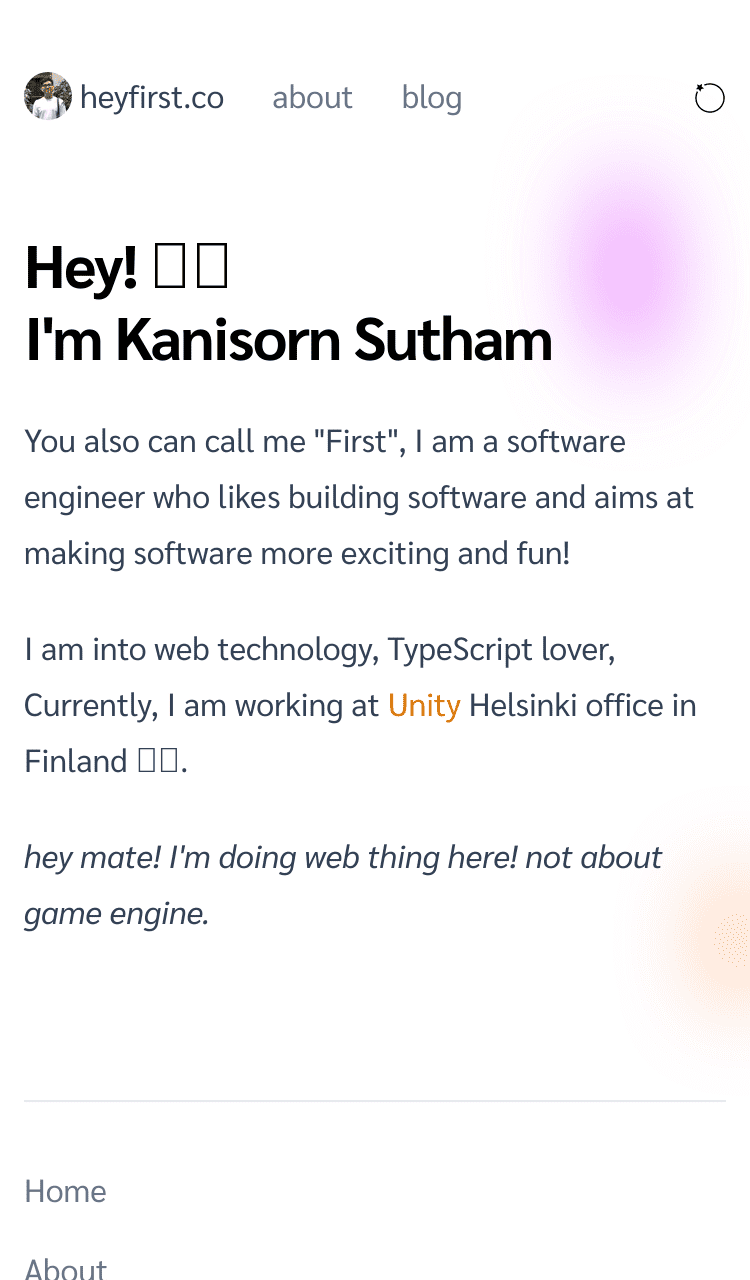 heyfirst.co about blog
Hey! 
I'm Kanisorn Sutham
You also can call me "First", I am a software
engineer who likes building software and aims at
making software more exciting and fun!
I am into web technology, TypeScript lover,
Currently, I am working at Unity Helsinki office in
Finland .
hey mate! I'm doing web thing here! not about
game engine.
Home
About